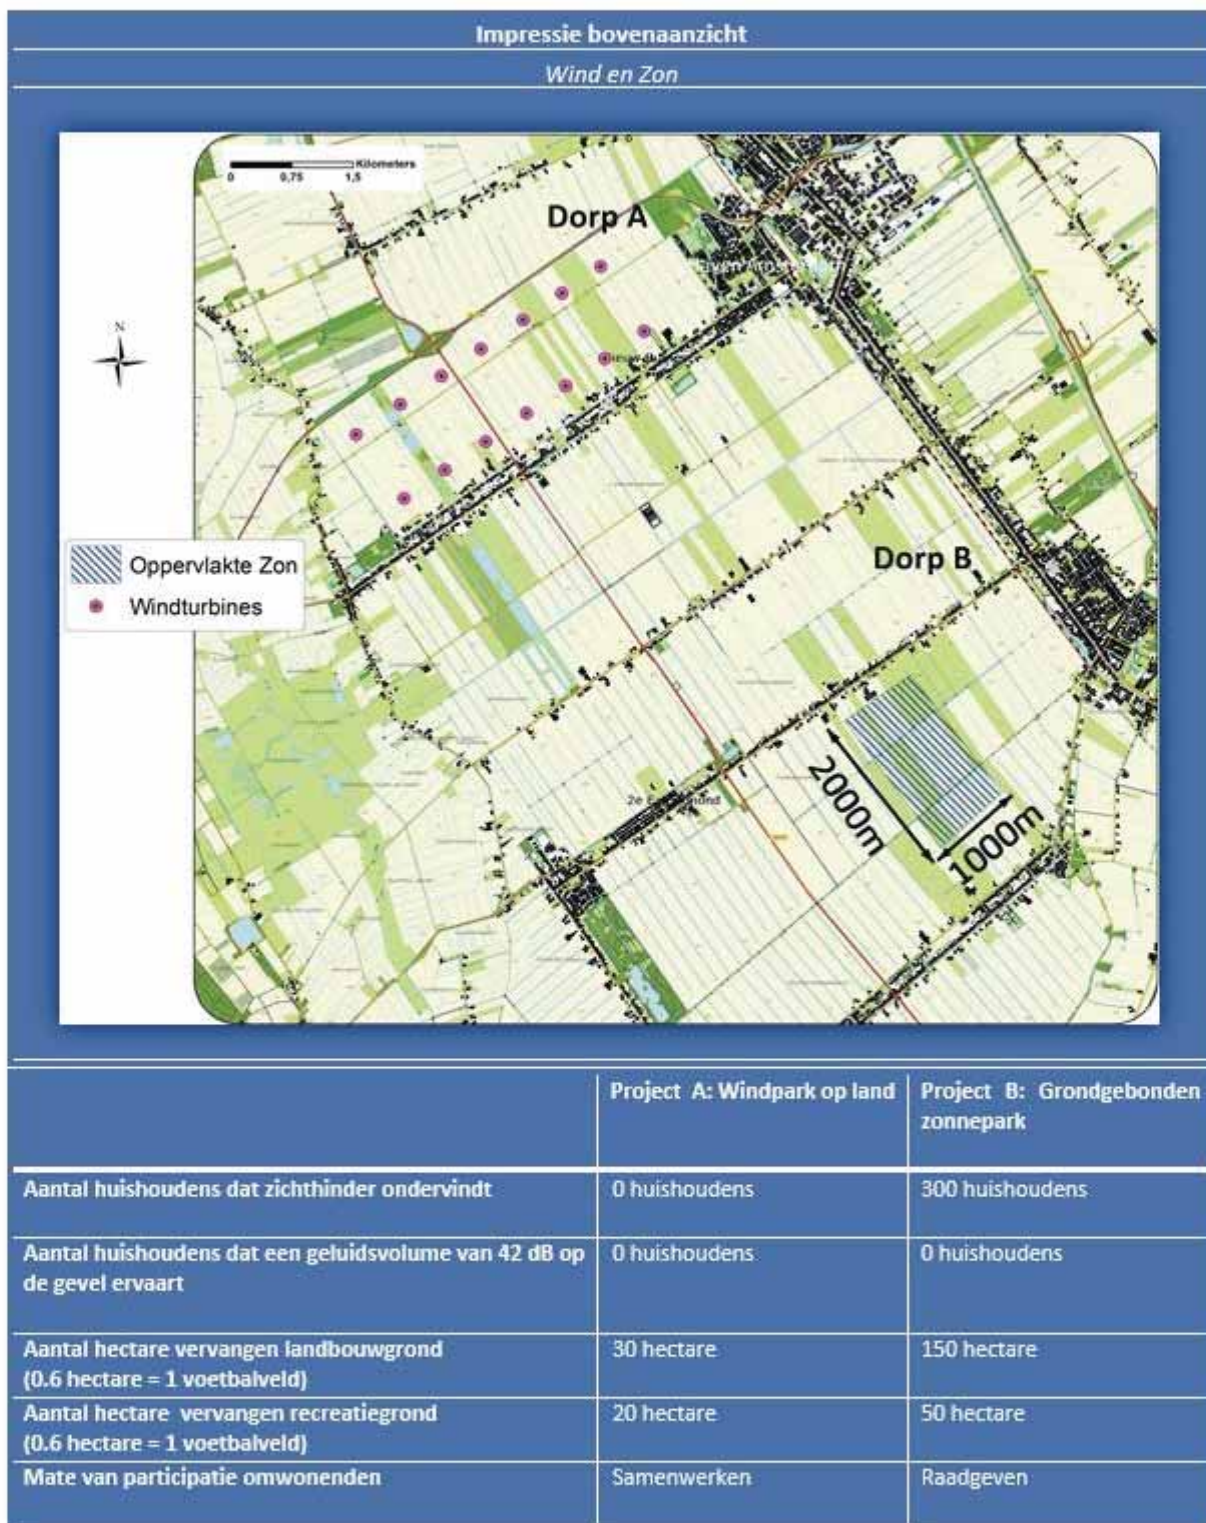 Impressie bovenaanzicht
Wind en Zon
Kilometers
0 0,75 1,5
Dorp A
N
Oppervlakte Zon
Windturbines
Dorp B
2000m
1000m
Project A: Windpark op land
Project B: Grondgebonden
zonnepark
Aantal huishoudens dat zichthinder ondervindt
0 huishoudens
300 huishoudens
Aantal huishoudens dat een geluidsvolume van 42 dB op
de gevel ervaart
0 huishoudens
0 huishoudens
Aantal hectare vervangen landbouwgrond
(0.6 hectare = 1 voetbalveld)
30 hectare
150 hectare
Aantal hectare vervangen recreatiegrond
(0.6 hectare = 1 voetbalveld)
20 hectare
50 hectare
Mate van participatie omwonenden
Samenwerken
Raadgeven